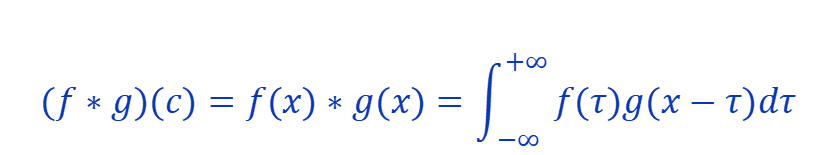 (f * g)(c) = f(x) * g(x) = ∫_{-∞}^{+∞} f(τ)g(x − τ)dτ